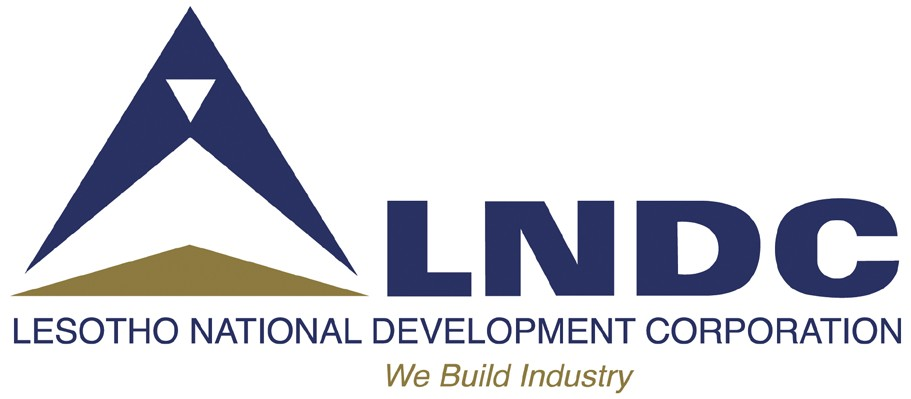 LNDC
LESOTHO NATIONAL DEVELOPMENT CORPORATION
We Build Industry